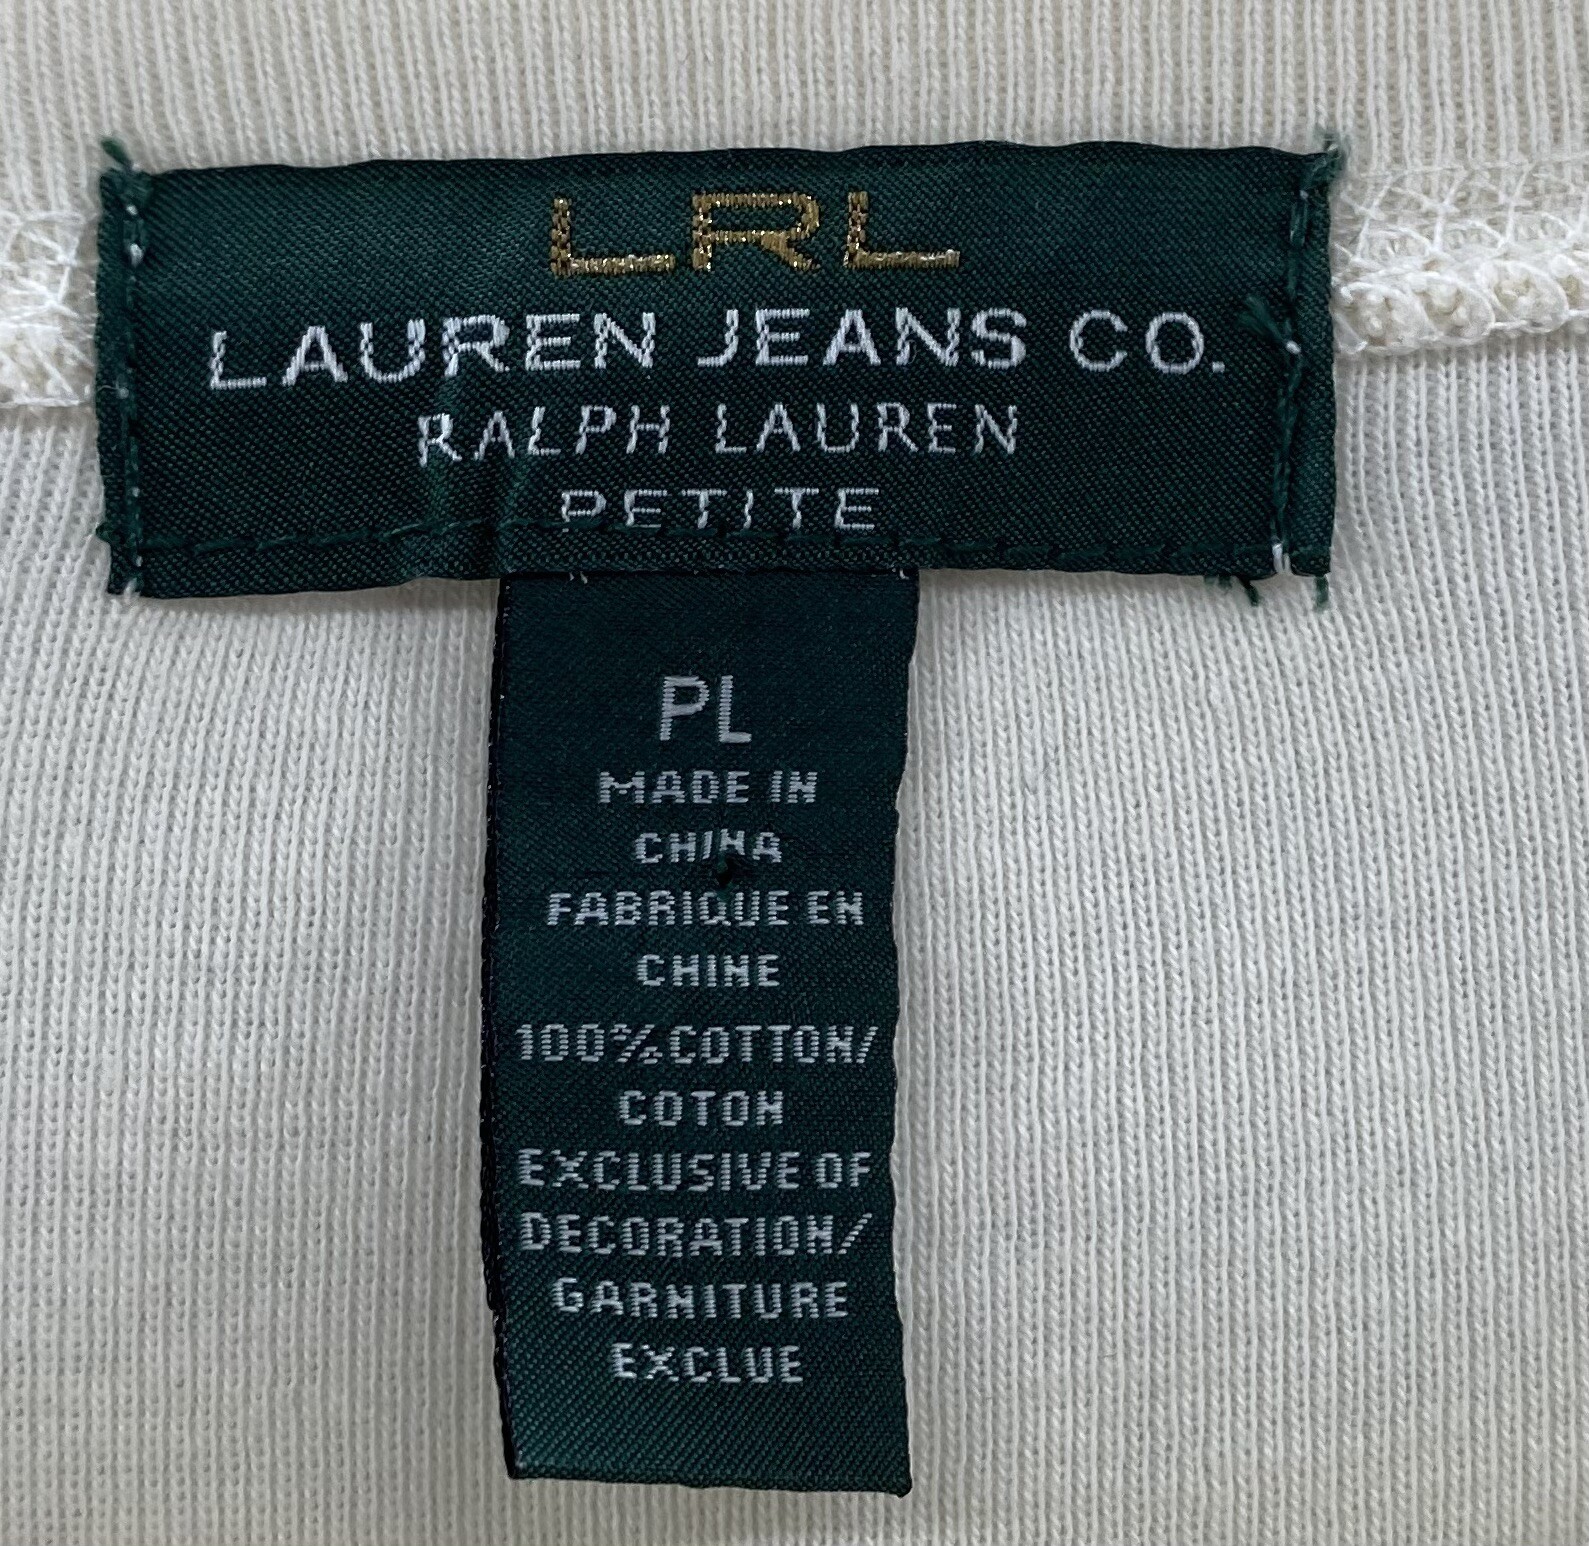 LRL
LAUREN JEANS CO.
RALPH LAUREN
PETITE
PL
MADE IN
CHINA
FABRIQUE EN
CHINE
100% COTTON/
COTON
EXCLUSIVE OF
DECORATION/
GARNITURE
EXCLUE